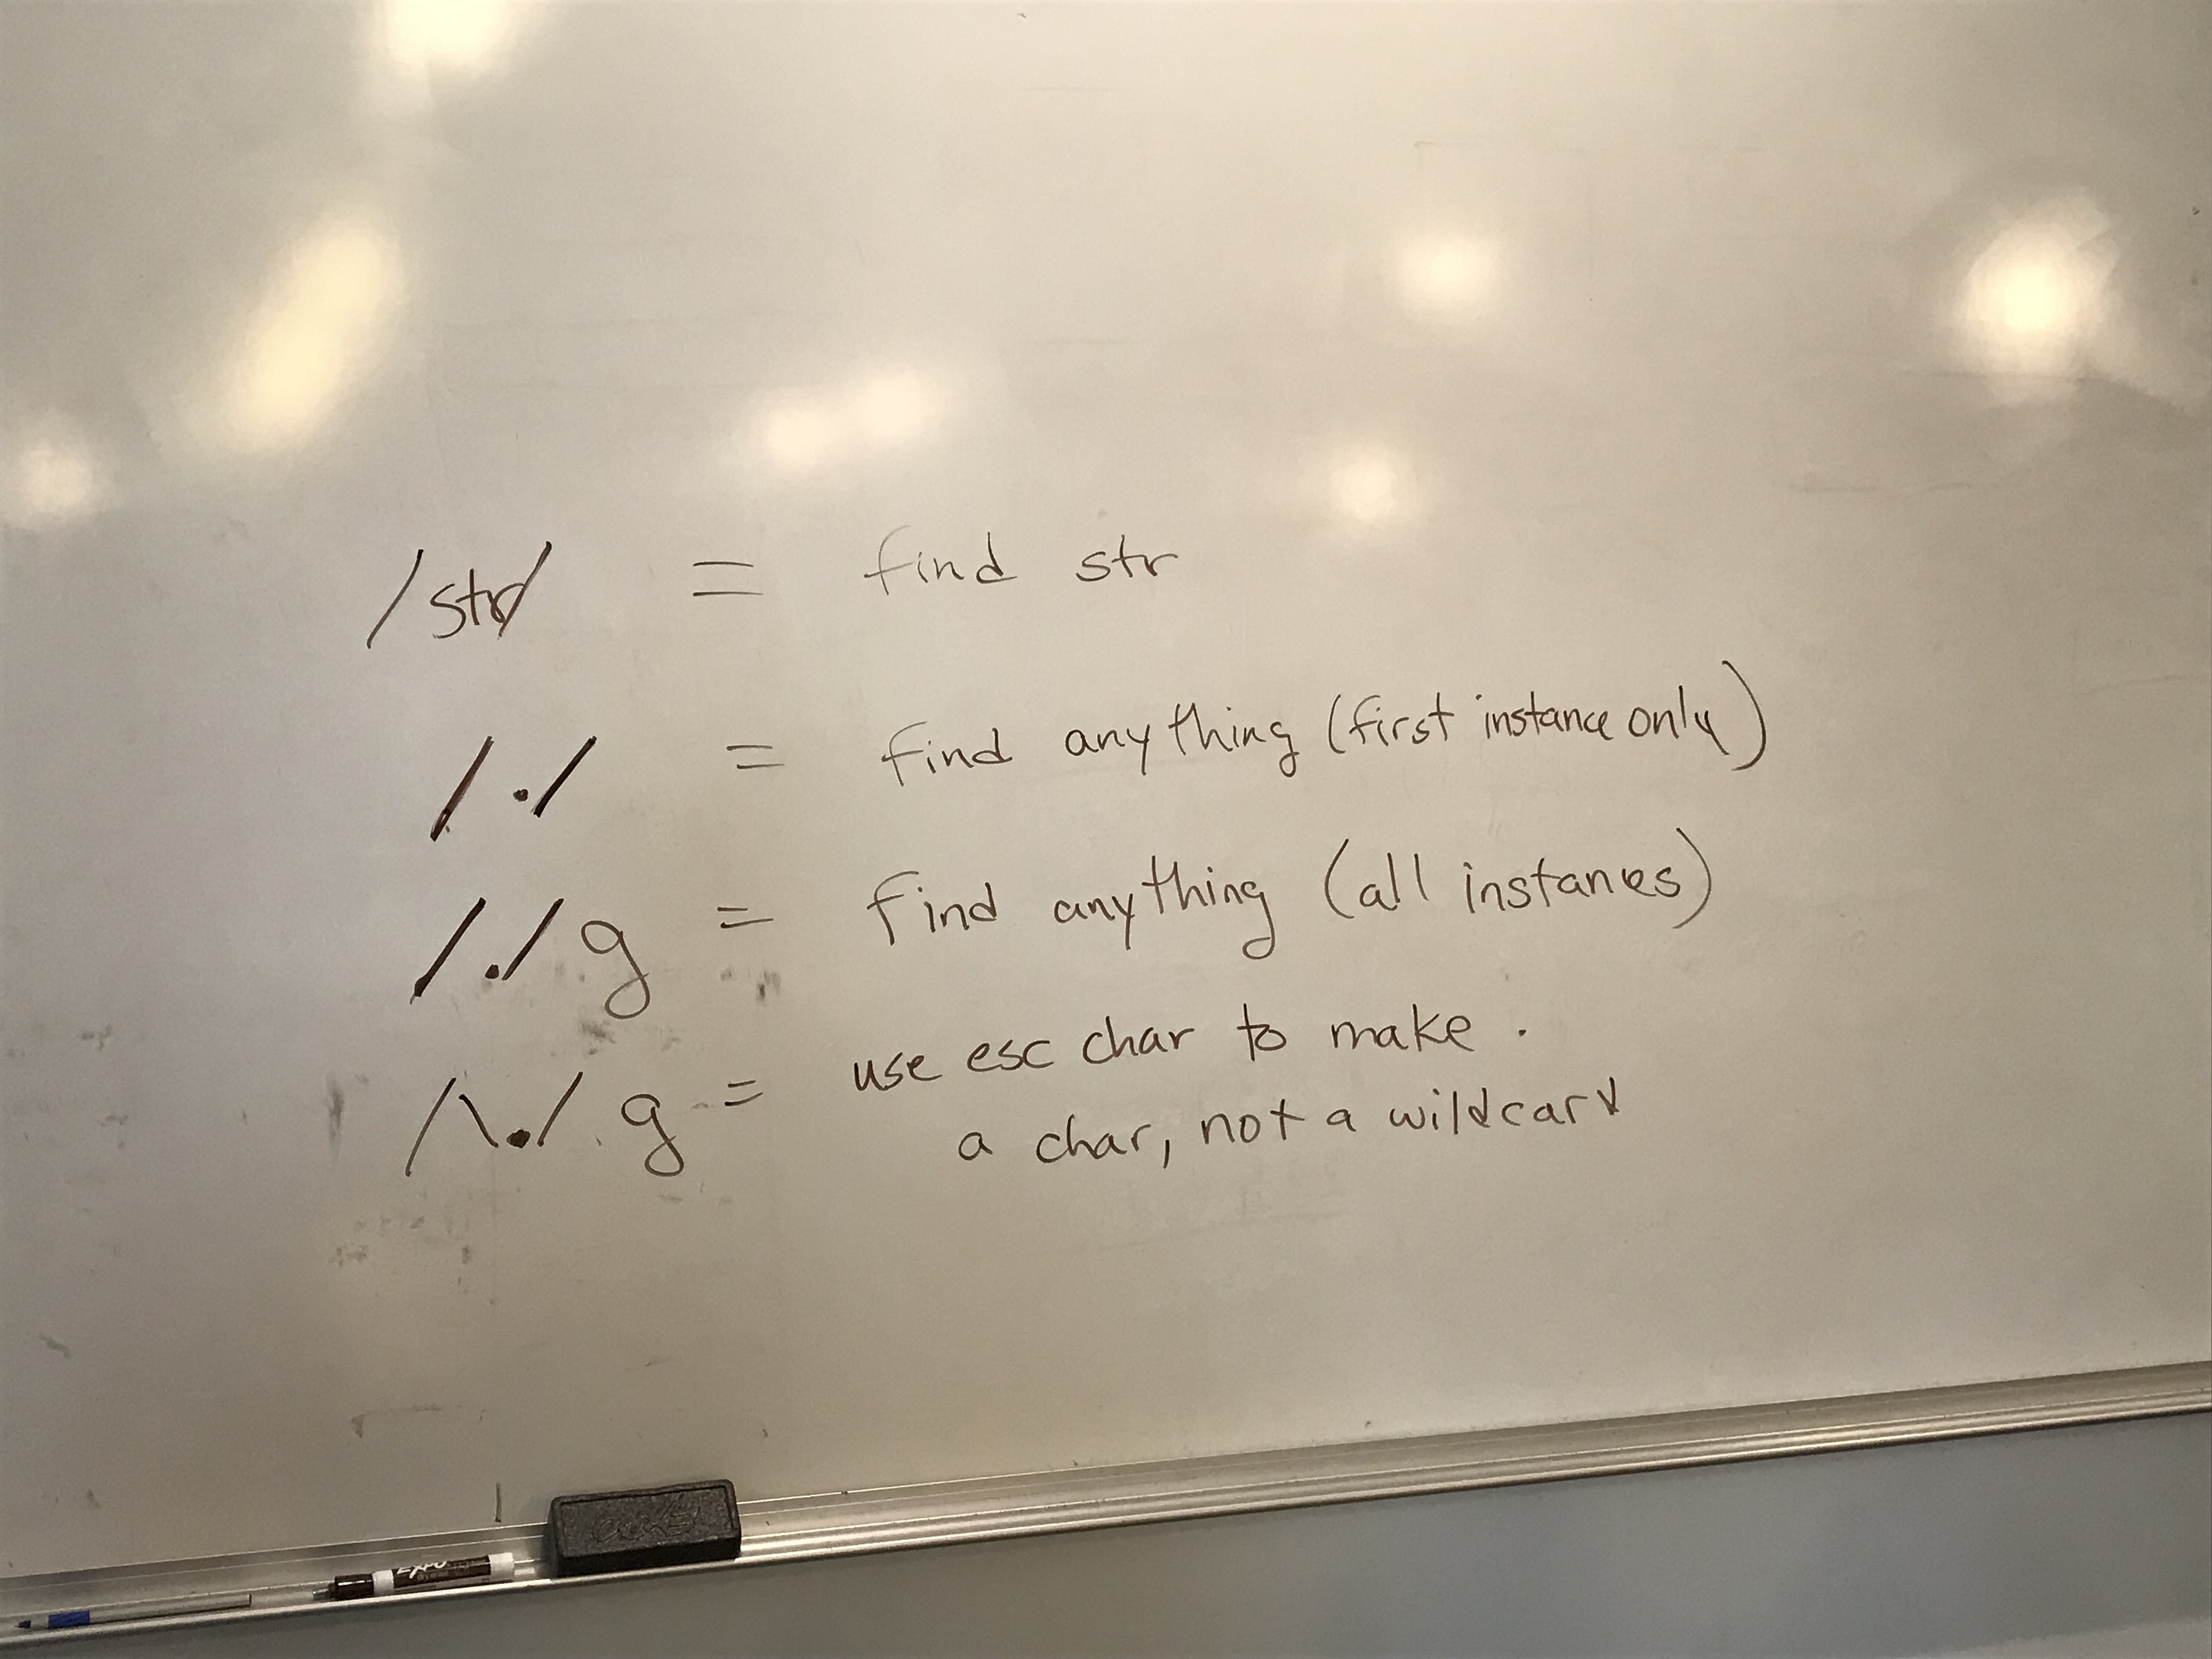 /str/ = find str
/./ = find anything (first instance only)
/./g = find anything (all instances)
/\./g = use esc char to make .
a char, not a wildcard
EXPO